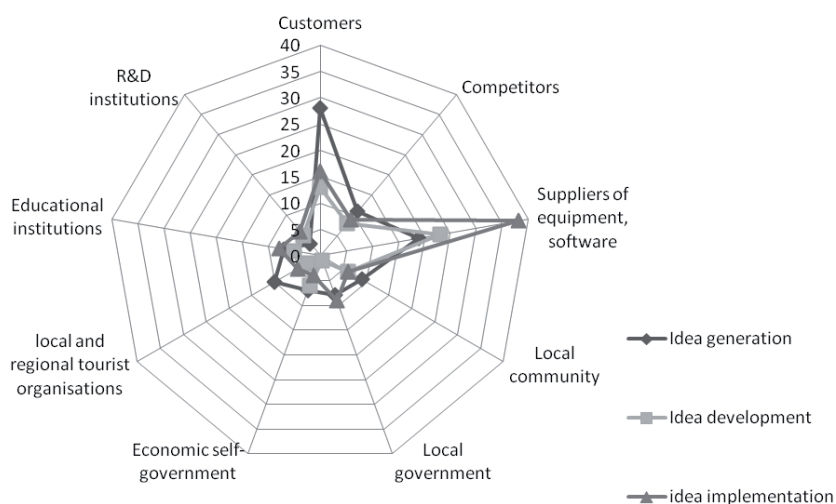 Customers
40
35
30
25
20
15
10
5
0
Competitors
Suppliers of
equipment,
software
Local
community
Local
government
Economic self-
government
local and
regional tourist
organisations
Educational
institutions
R&D
institutions
Idea generation
Idea development
idea implementation